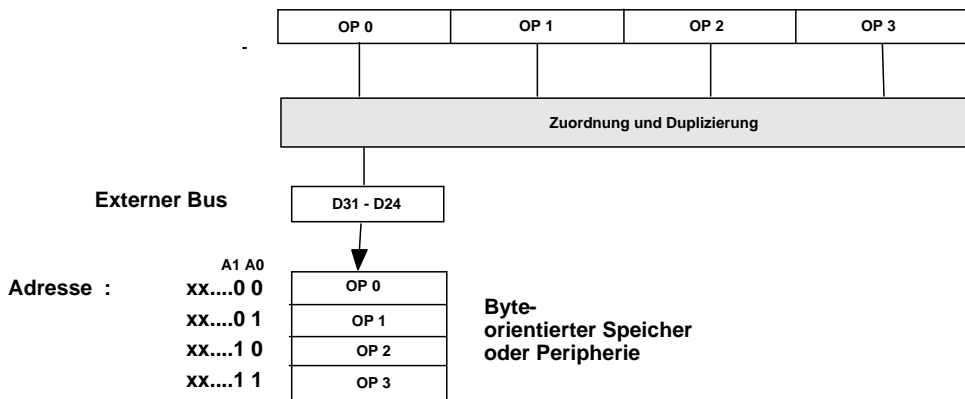 OP 0 OP 1 OP 2 OP 3
-
Zuordnung und Duplizierung
Externer Bus
D31 - D24
A1 A0
Adresse :
xx....0 0
OP 0
xx....0 1
OP 1
xx....1 0
OP 2
xx....1 1
OP 3
Byte-
orientierter Speicher
oder Peripherie